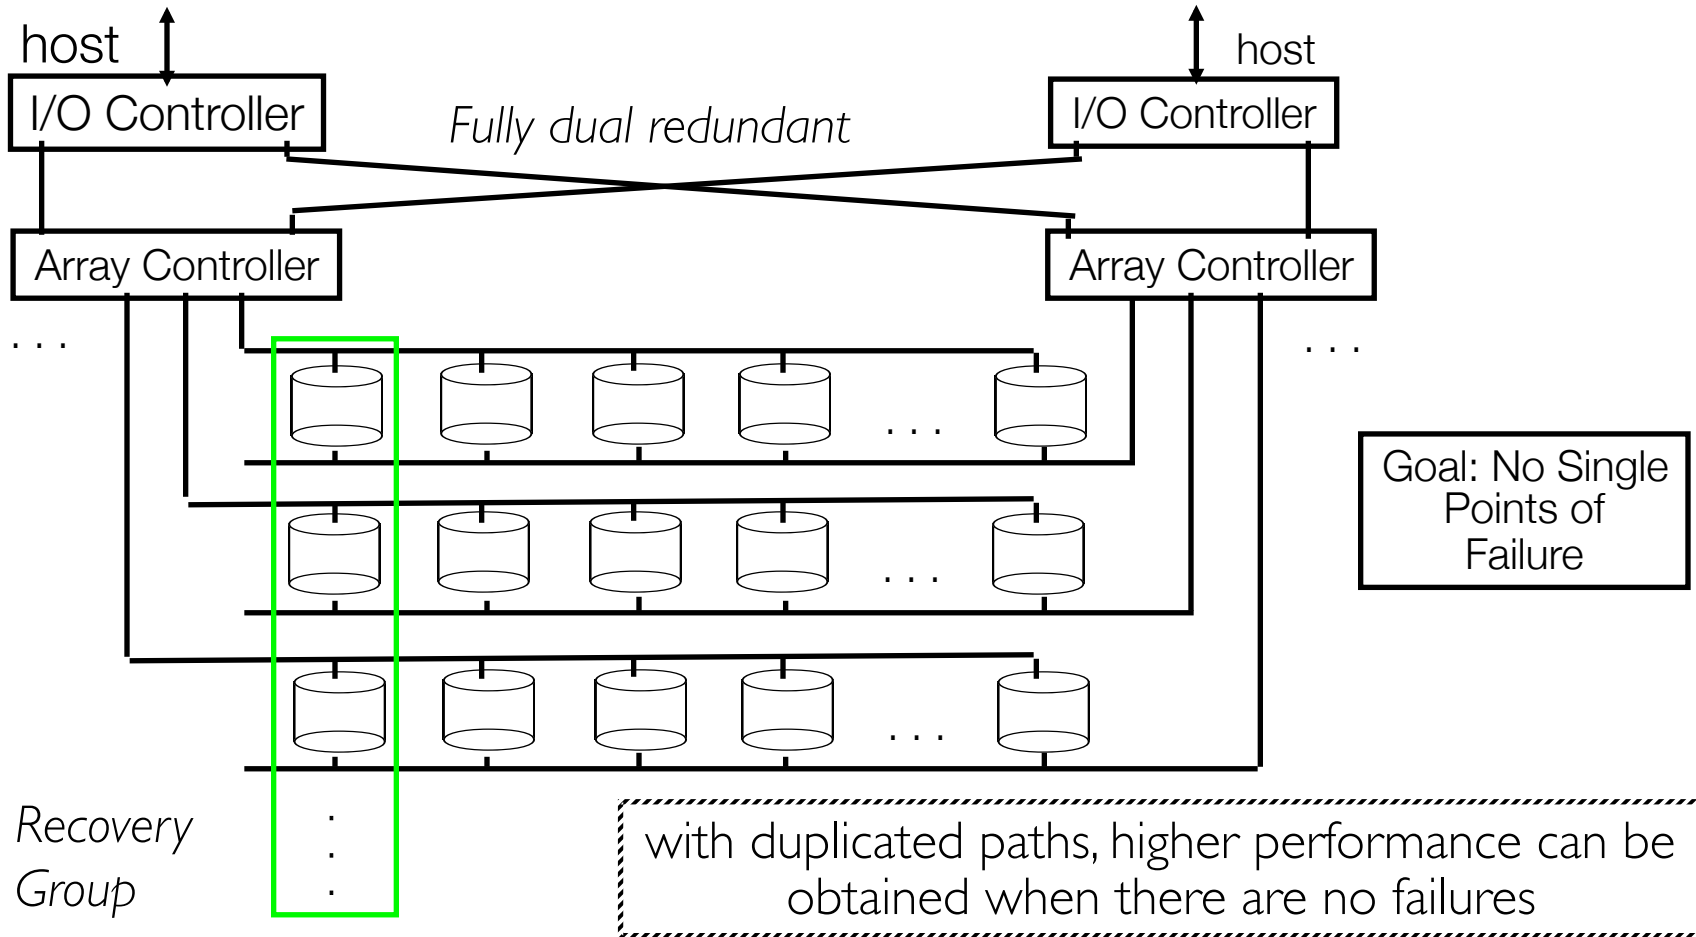 host
host
I/O Controller
Fully dual redundant
I/O Controller
Array Controller
Array Controller
. . .
. . .
. . .
Goal: No Single
Points of
Failure
. . .
. . .
Recovery
Group
.
.
.
with duplicated paths, higher performance can be
obtained when there are no failures